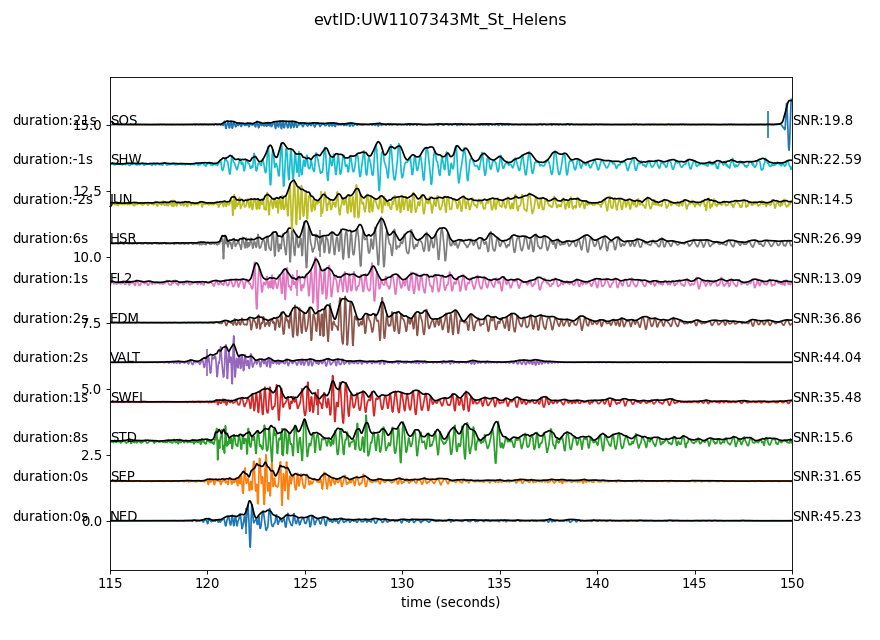 evtID:UW1107343Mt_St_Helens
duration:21s SOS SNR:19.8
15.0
duration:-1s SHW SNR:22.59
12.5
duration:-2s JUN SNR:14.5
duration:6s HSR SNR:26.99
10.0
duration:1s FL2 SNR:13.09
duration:2s EDM SNR:36.86
7.5
duration:2s VALT SNR:44.04
5.0
duration:1s SWFL SNR:35.48
duration:8s STD SNR:15.6
2.5
duration:0s SEP SNR:31.65
duration:0s NED SNR:45.23
0.0
115 120 125 130 135 140 145 150
time (seconds)